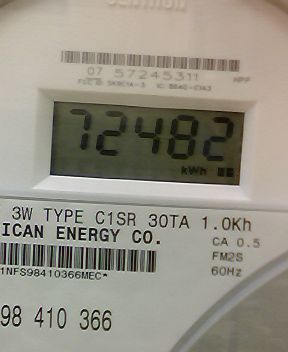 07 57245311 HPP
72482
kWh
3W TYPE C1SR 30TA 1.0Kh
ICAN ENERGY CO.
CA 0.5
FM2S
60Hz
1NFS98410366MEC*
98 410 366